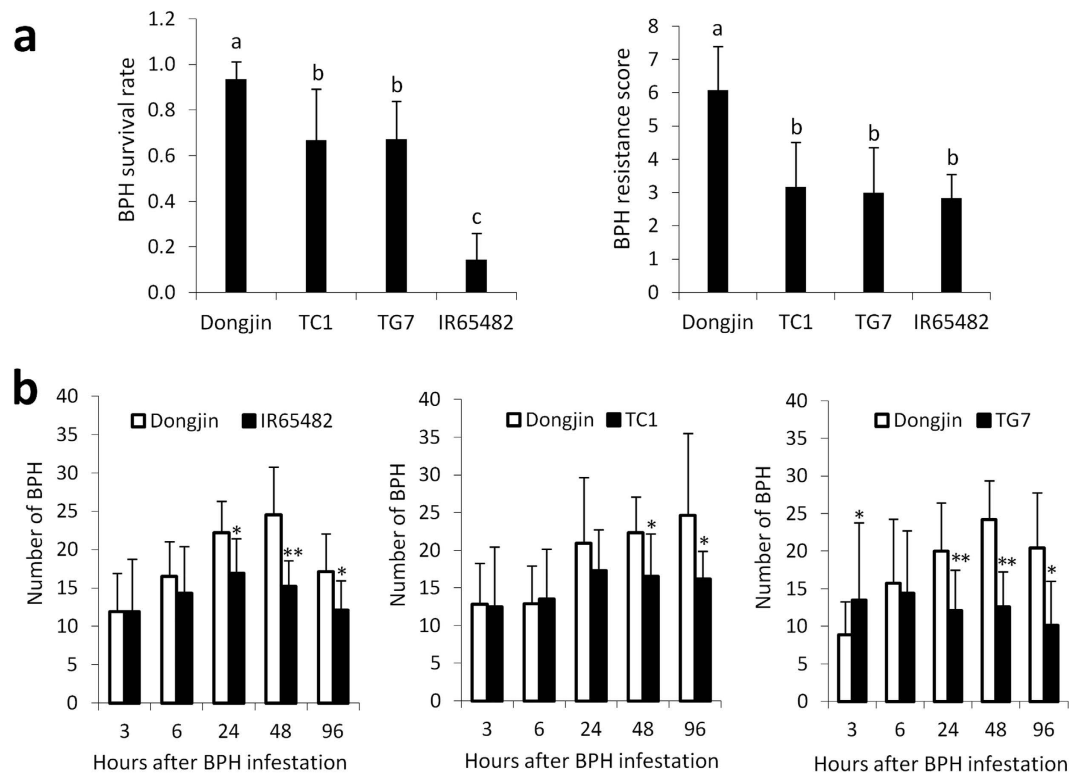 a
BPH survival rate
1.0
0.8
0.6
0.4
0.2
0.0
a
b
b
c
Dongjin TC1 TG7 IR65482
BPH resistance score
8
7
6
5
4
3
2
1
0
a
b
b
b
Dongjin TC1 TG7 IR65482
b
Number of BPH
40
35
30
25
20
15
10
5
0
Dongjin IR65482
*
**
*
3 6 24 48 96
Hours after BPH infestation
Number of BPH
40
35
30
25
20
15
10
5
0
Dongjin TC1
*
*
3 6 24 48 96
Hours after BPH infestation
Number of BPH
40
35
30
25
20
15
10
5
0
Dongjin TG7
*
**
**
*
3 6 24 48 96
Hours after BPH infestation